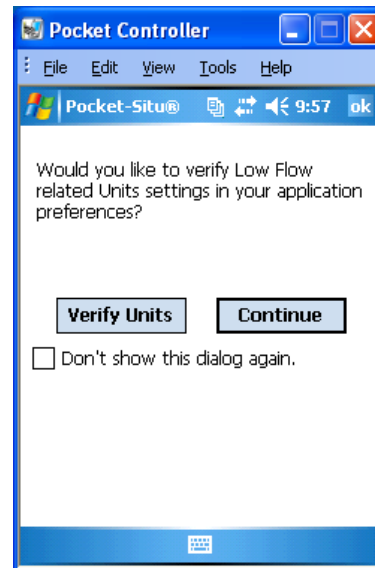 Pocket Controller
File Edit View Tools Help
Pocket-Situ® 9:57 ok
Would you like to verify Low Flow
related Units settings in your application
preferences?
Verify Units Continue
Don't show this dialog again.